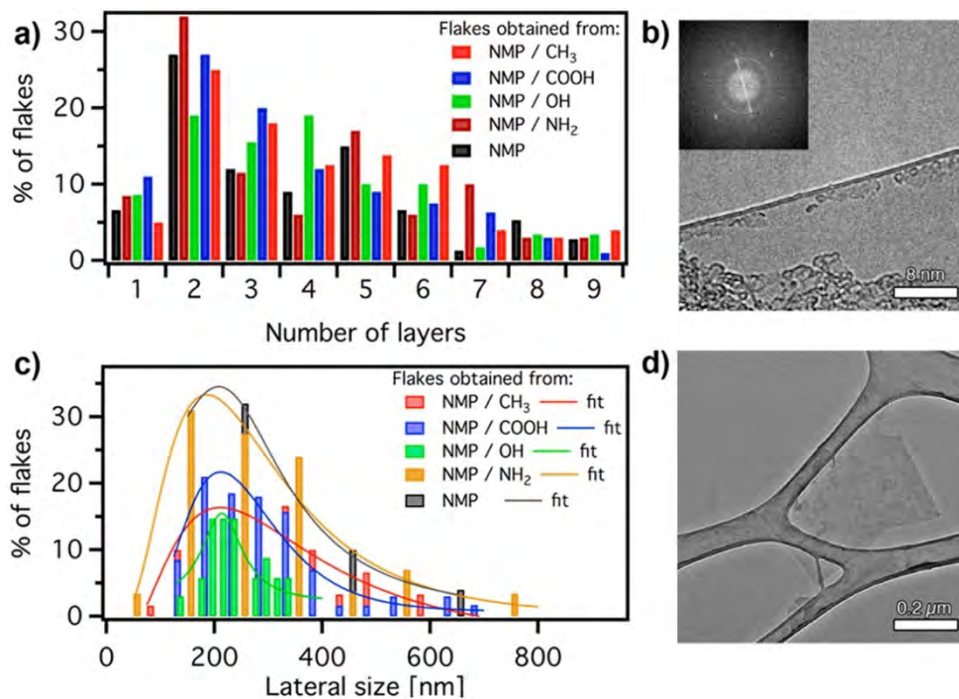 a)
% of flakes
30
20
10
0
Flakes obtained from:
NMP / CH₃
NMP / COOH
NMP / OH
NMP / NH₂
NMP
1 2 3 4 5 6 7 8 9
Number of layers
b)
8 nm
c)
% of flakes
30
20
10
0
Flakes obtained from:
NMP / CH₃ fit
NMP / COOH fit
NMP / OH fit
NMP / NH₂ fit
NMP fit
0 200 400 600 800
Lateral size [nm]
d)
0.2 µm